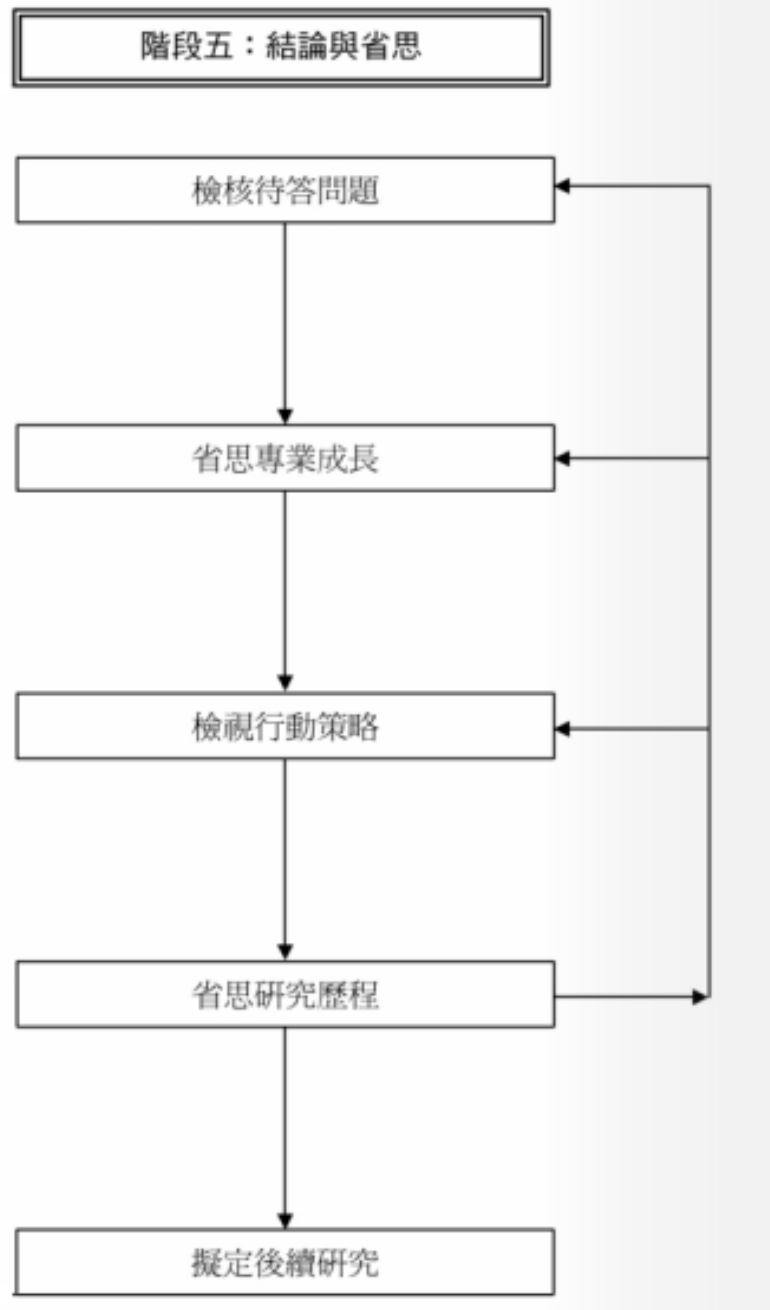 階段五：結論與省思
檢核待答問題
省思專業成長
檢視行動策略
省思研究歷程
擬定後續研究